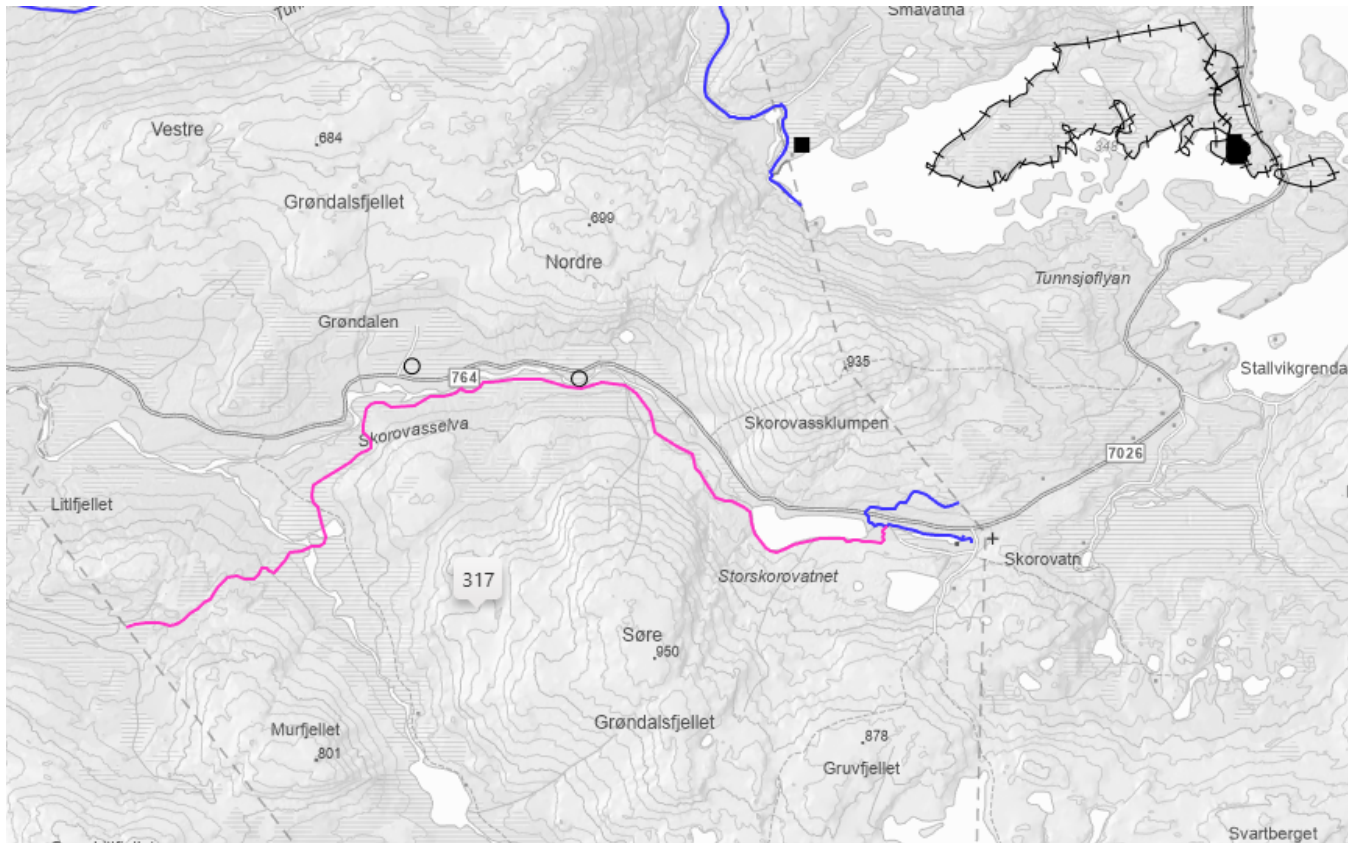 Småvatna
Vestre
684
348
Grøndalsfjellet
699
Nordre
Tunnsjøflyan
Grøndalen
935
764
Stallvikgrenda
Skorovasselva
Skorovassklumpen
7026
Litlfjellet
Skorovatn
317
Storskorovatnet
Søre
950
Murfjellet
801
Grøndalsfjellet
878
Gruvfjellet
Svartberget